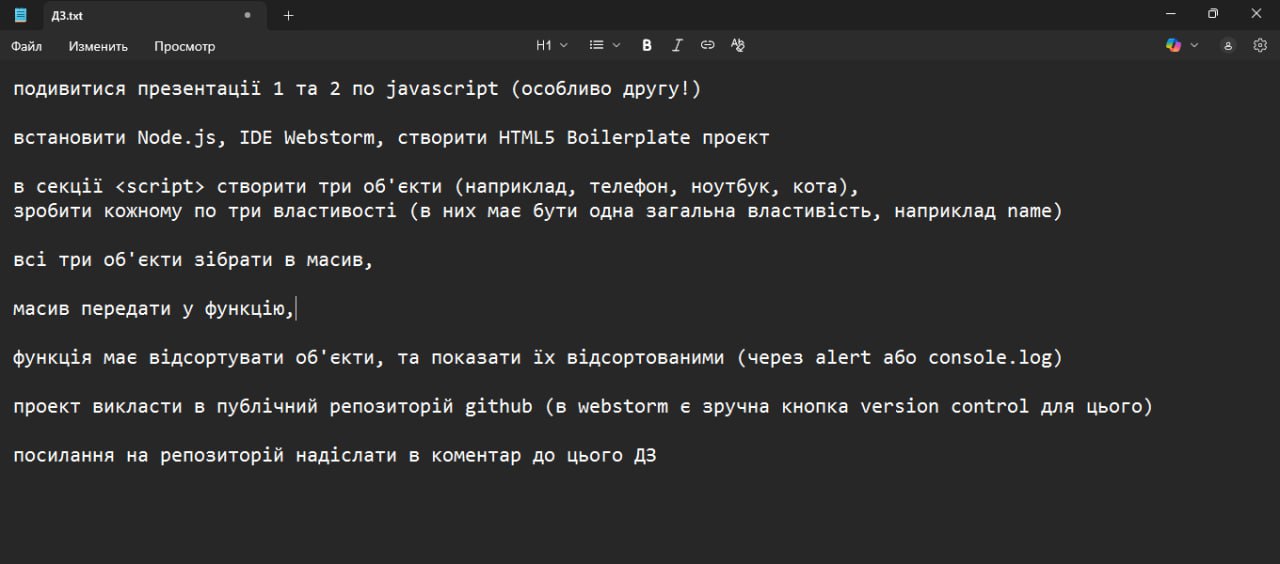 ДЗ.txt
Файл Изменить Просмотр H1 B I
подивитися презентації 1 та 2 по javascript (особливо другу!)
встановити Node.js, IDE Webstorm, створити HTML5 Boilerplate проєкт
в секції <script> створити три об'єкти (наприклад, телефон, ноутбук, кота),
зробити кожному по три властивості (в них має бути одна загальна властивість, наприклад name)
всі три об'єкти зібрати в масив,
масив передати у функцію,
функція має відсортувати об'єкти, та показати їх відсортованими (через alert або console.log)
проект викласти в публічний репозиторій github (в webstorm є зручна кнопка version control для цього)
посилання на репозиторій надіслати в коментар до цього ДЗ